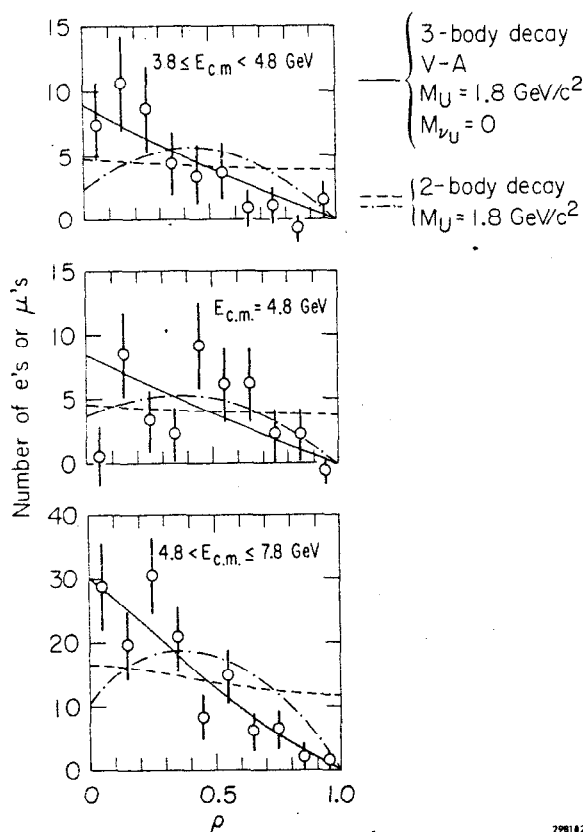 3.8 ≤ E_c.m < 4.8 GeV
3-body decay
V-A
M_U = 1.8 GeV/c²
M_ν_U = 0
2-body decay
M_U = 1.8 GeV/c²
15
10
5
0
E_c.m. = 4.8 GeV
15
10
5
0
Number of e's or μ's
4.8 < E_c.m. ≤ 7.8 GeV
40
30
20
10
0
0 0.5 1.0
ρ